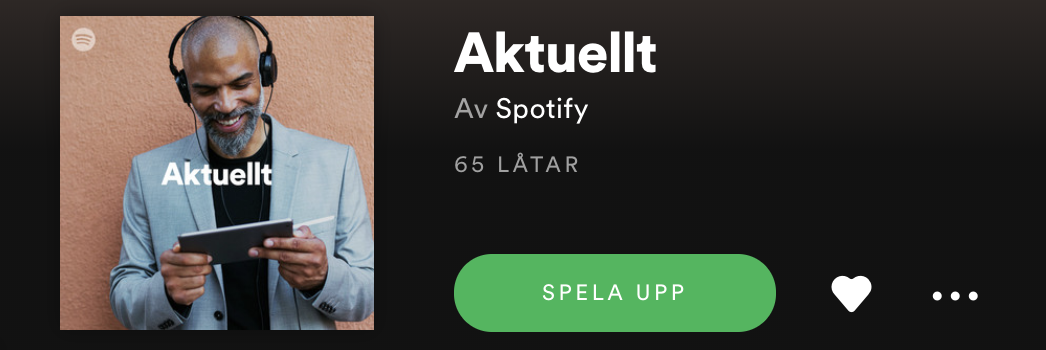 Aktuellt
Aktuellt
Av Spotify
65 LÅTAR
SPELA UPP